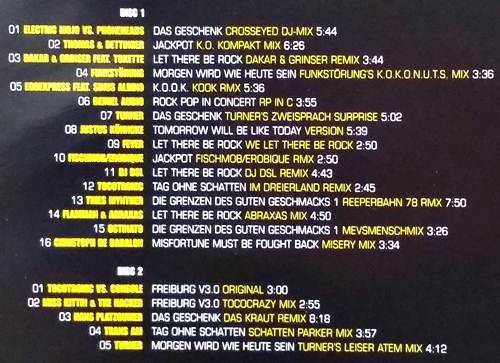 DISC 1
01 ELECTRIC MOJO VS. PHONEHEADS DAS GESCHENK CROSSEYED DJ-MIX 5:44
02 THOMAS & DETTINGER JACKPOT K.O. KOMPAKT MIX 6:26
03 DAKAR & GRINSER FEAT. TOKETTE LET THERE BE ROCK DAKAR & GRINSER REMIX 3:44
04 FUNKSTÖRUNG MORGEN WIRD WIE HEUTE SEIN FUNKSTÖRUNG'S K.O.K.O.N.U.T.S. MIX 3:36
05 EGOEXPRESS FEAT. K.O.O.K. KOOK RMX 5:36
06 ROCK POP IN CONCERT RP IN C 3:55
07 TURNER DAS GESCHENK TURNER'S ZWEISPRACH SURPRISE 5:02
08 JUSTUS KÖHNCKE TOMORROW WILL BE LIKE TODAY VERSION 5:39
09 FEVER LET THERE BE ROCK WE LET THERE BE ROCK 2:50
10 FISCHMOB/EROBIQUE JACKPOT FISCHMOB/EROBIQUE RMX 2:50
11 DJ DSL LET THERE BE ROCK DJ DSL REMIX 4:43
12 TOCOTRONIC TAG OHNE SCHATTEN IM DREIERLAND REMIX 2:45
13 THIES MYNTHER DIE GRENZEN DES GUTEN GESCHMACKS 1 REEPERBAHN 78 RMX 7:50
14 FLAMMAN & ABRAXAS LET THERE BE ROCK ABRAXAS MIX 4:50
15 OSTINATO DIE GRENZEN DES GUTEN GESCHMACKS 1 MEVSMENSCHMIX 3:26
16 CHRISTOPH DE BABALON MISFORTUNE MUST BE FOUGHT BACK MISERY MIX 3:34
DISC 2
01 TOCOTRONIC VS. CONSOLE FREIBURG V3.0 ORIGINAL 3:00
02 MISS KITTIN & THE HACKER FREIBURG V3.0 TOCOCRAZY MIX 2:55
03 HANS PLATZGUMER DAS GESCHENK DAS KRAUT REMIX 8:18
04 TRANS AM TAG OHNE SCHATTEN SCHATTEN PARKER MIX 3:57
05 TURNER MORGEN WIRD WIE HEUTE SEIN TURNER'S LEISER ATEM MIX 4:12